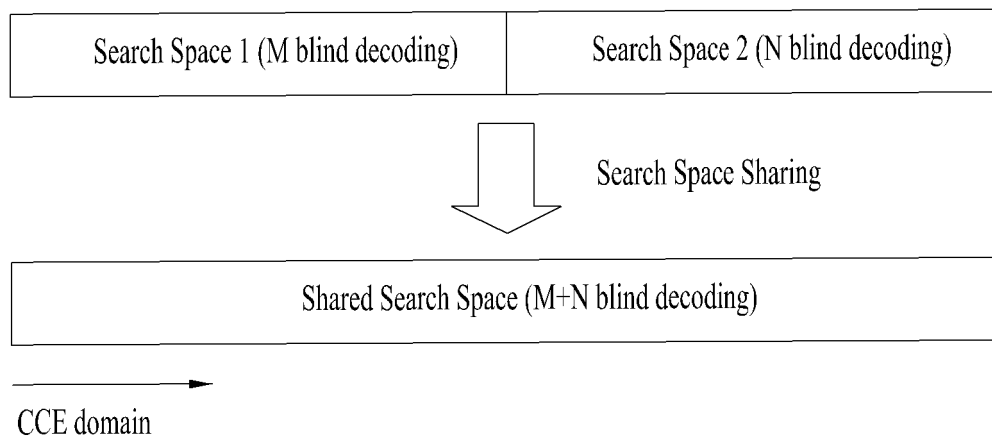 Search Space 1 (M blind decoding)
Search Space 2 (N blind decoding)
Search Space Sharing
Shared Search Space (M+N blind decoding)
CCE domain